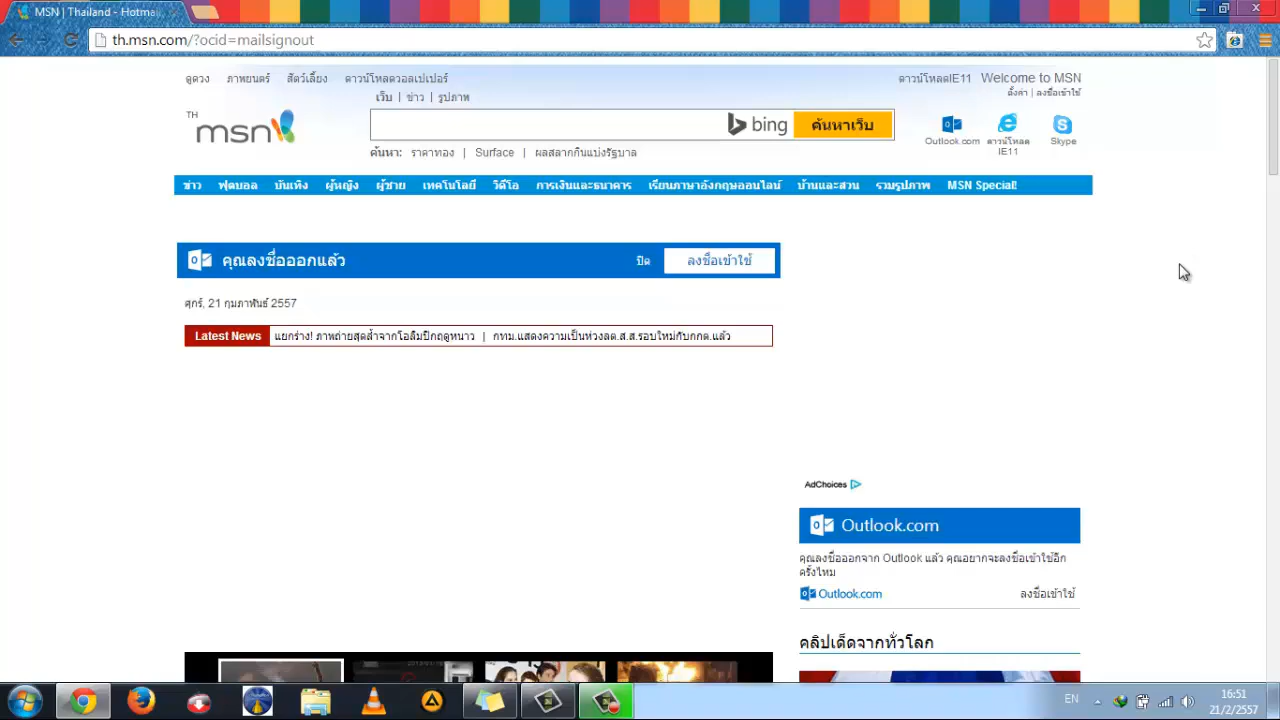 MSN | Thailand - Hotmai
th.msn.com/?ocid=mailsignout
ดูดวง ภาพยนตร์ สัตว์เลี้ยง ดาวน์โหลดวอลเปเปอร์ ดาวน์โหลดIE11 Welcome to MSN
เว็บ | ข่าว | รูปภาพ ตั้งค่า | ลงชื่อเข้าใช้
TH
msn bing ค้นหาเว็บ
Outlook.com ดาวน์โหลด IE11 Skype
ค้นหา: ราคาทอง | Surface | ผลสลากกินแบ่งรัฐบาล
ข่าว ฟุตบอล บันเทิง ผู้หญิง ผู้ชาย เทคโนโลยี วิดีโอ การเงินและธนาคาร เรียนภาษาอังกฤษออนไลน์ บ้านและสวน รวมรูปภาพ MSN Special!
คุณลงชื่อออกแล้ว ปิด ลงชื่อเข้าใช้
ศุกร์, 21 กุมภาพันธ์ 2557
Latest News แยกร่าง! ภาพถ่ายสุดล้ำจากโอลิมปิกฤดูหนาว | กทม.แสดงความเป็นห่วงลต.ส.ส.รอบใหม่กับกกต.แล้ว
AdChoices
Outlook.com
คุณลงชื่อออกจาก Outlook แล้ว คุณอยากจะลงชื่อเข้าใช้อีก
ครั้งไหม
Outlook.com ลงชื่อเข้าใช้
คลิปเด็ดจากทั่วโลก
EN 16:51
21/2/2557